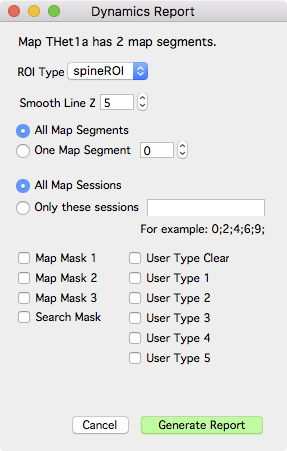 Dynamics Report
Map THet1a has 2 map segments.
ROI Type spineROI
Smooth Line Z 5
All Map Segments
One Map Segment 0
All Map Sessions
Only these sessions
For example: 0;2;4;6;9;
Map Mask 1 User Type Clear
Map Mask 2 User Type 1
Map Mask 3 User Type 2
Search Mask User Type 3
User Type 4
User Type 5
Cancel Generate Report